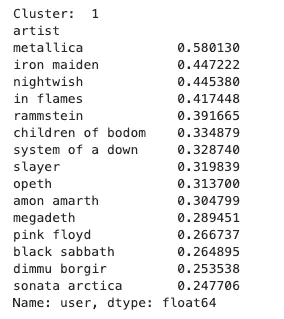 Cluster:  1
artist
metallica            0.580130
iron maiden          0.447222
nightwish            0.445380
in flames            0.417448
rammstein            0.391665
children of bodom    0.334879
system of a down     0.328740
slayer               0.319839
opeth                0.313700
amon amarth          0.304799
megadeth             0.289451
pink floyd           0.266737
black sabbath        0.264895
dimmu borgir         0.253538
sonata arctica       0.247706
Name: user, dtype: float64